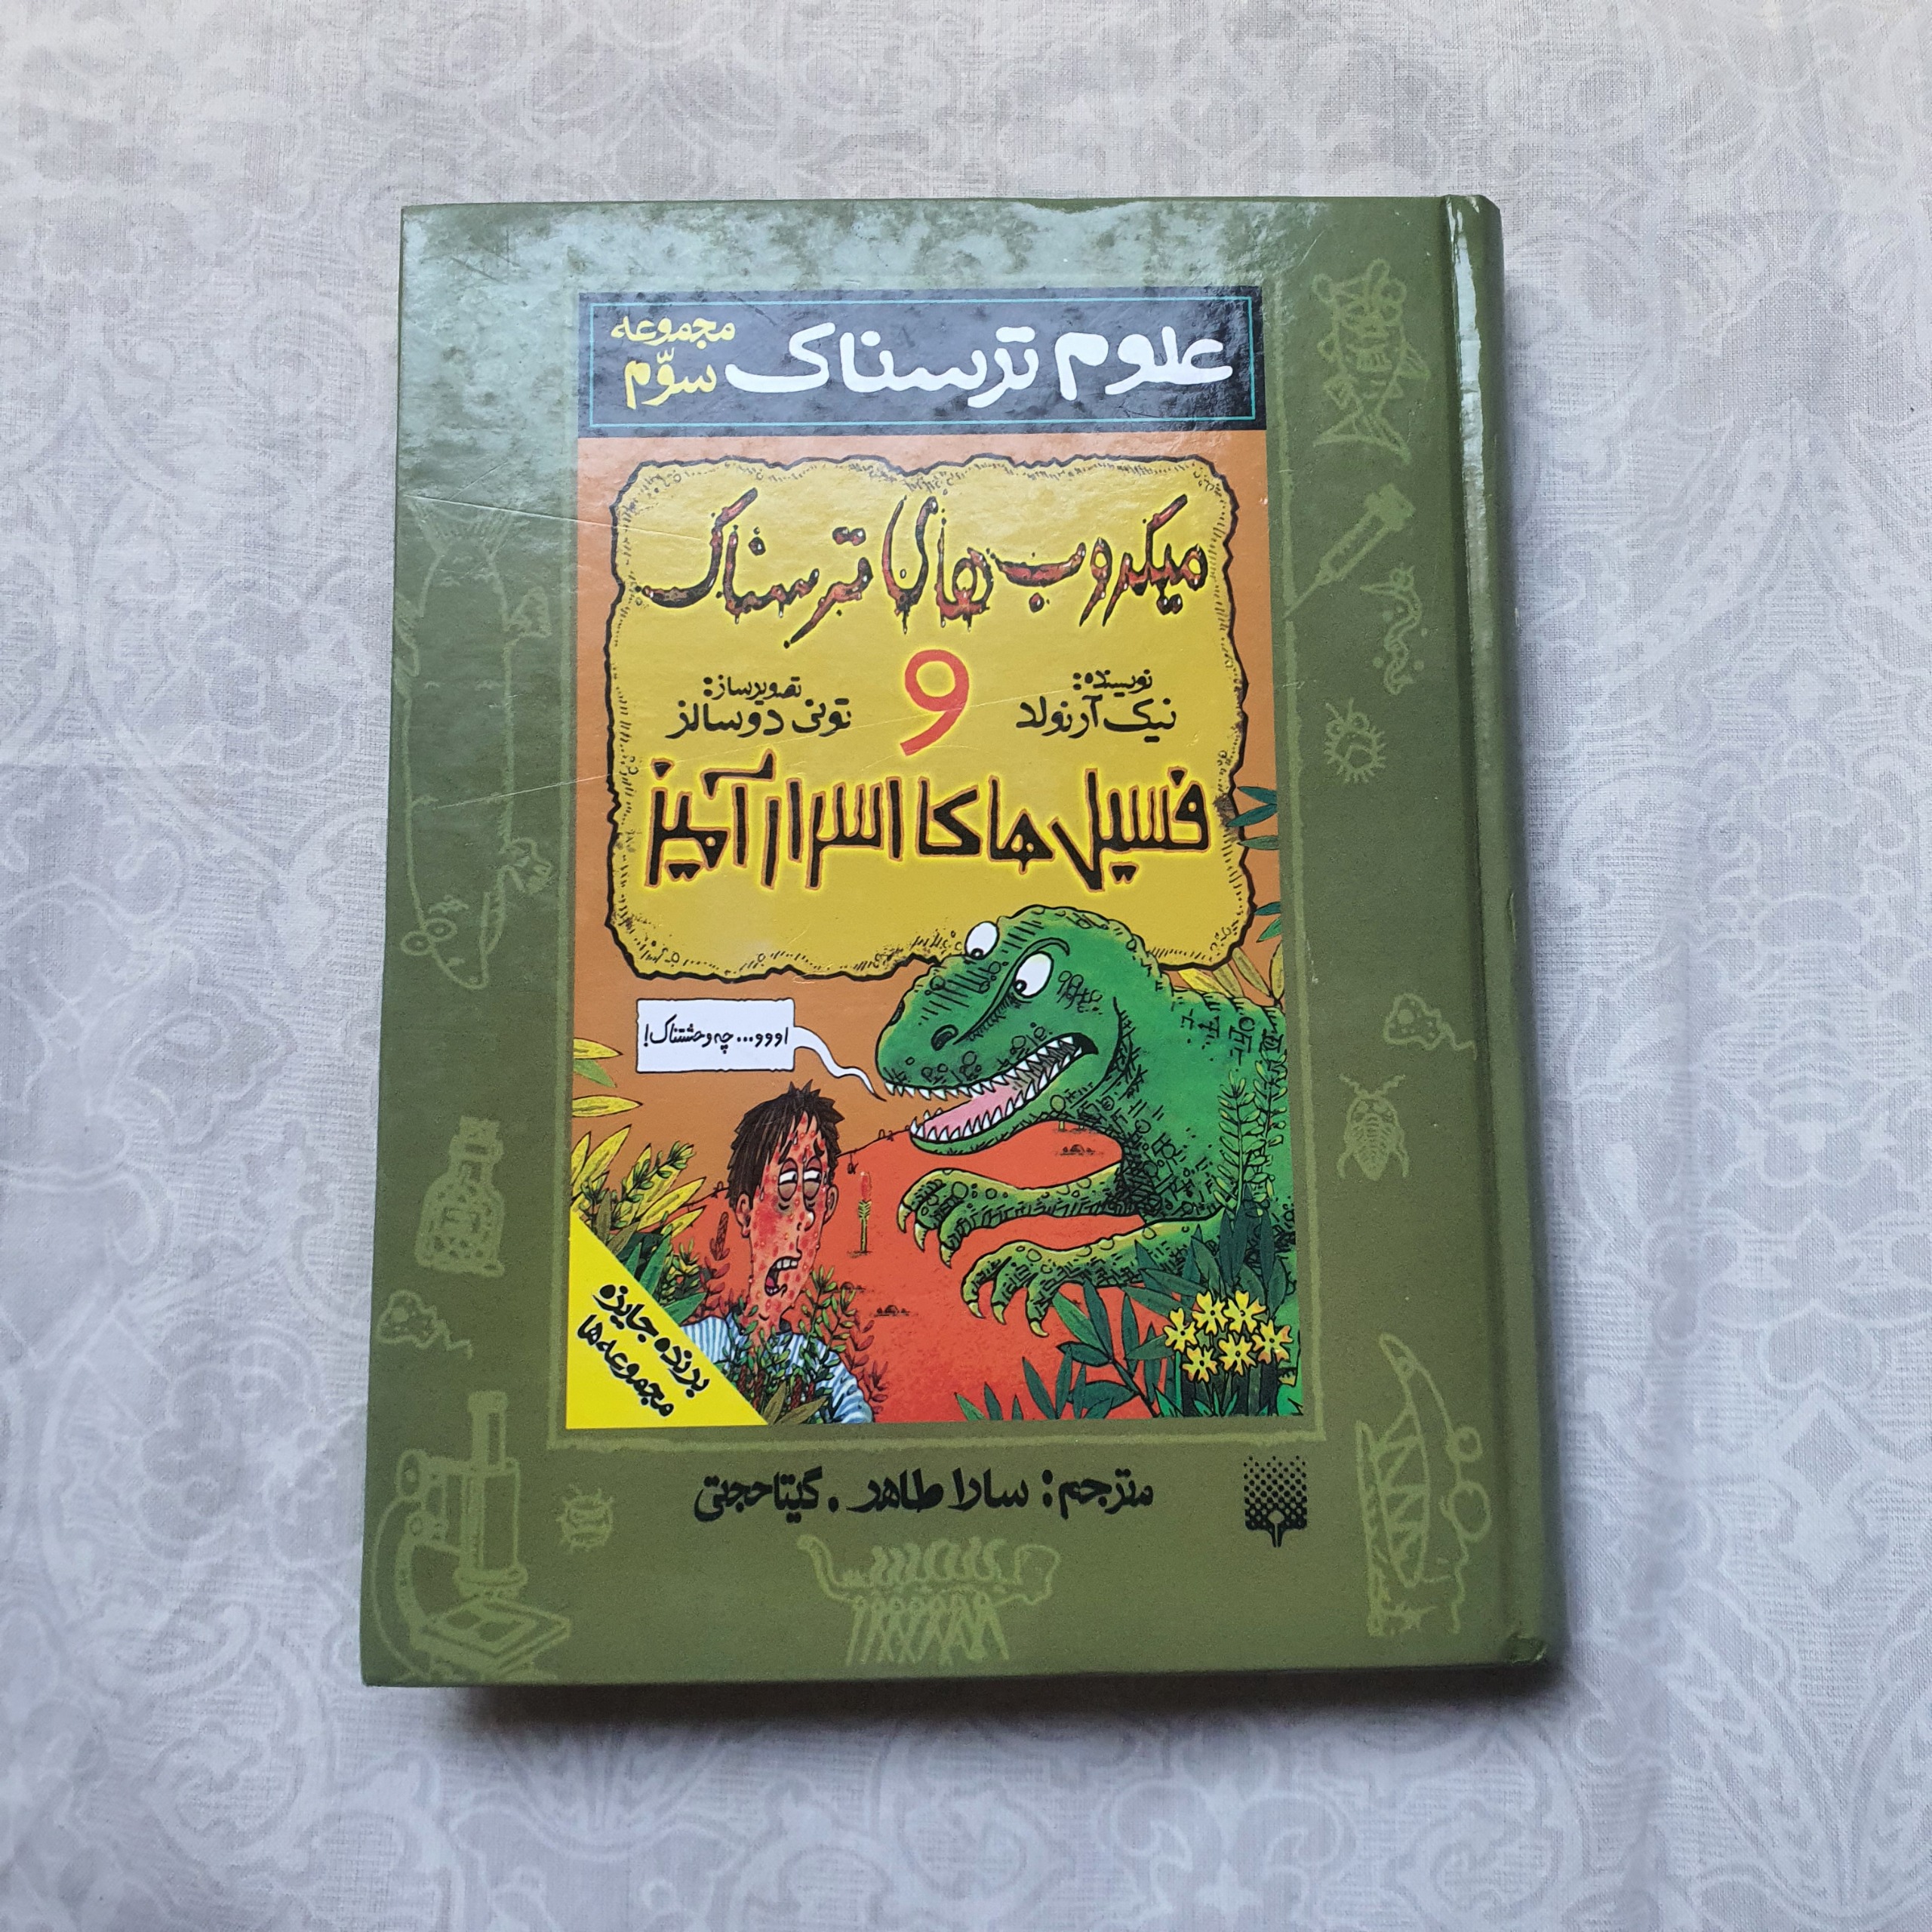 علوم ترسناک
مجموعه
سوّم
میکروب های ترسناک
و
نویسنده:
نیک آرنولد
تصویرساز:
تونی دوسالز
فسیل های اسرارآمیز
اووو... چه وحشتناک!
برنده جایزه
مجموعه‌ها
مترجم: سارا طاهر . گیتا حجتی